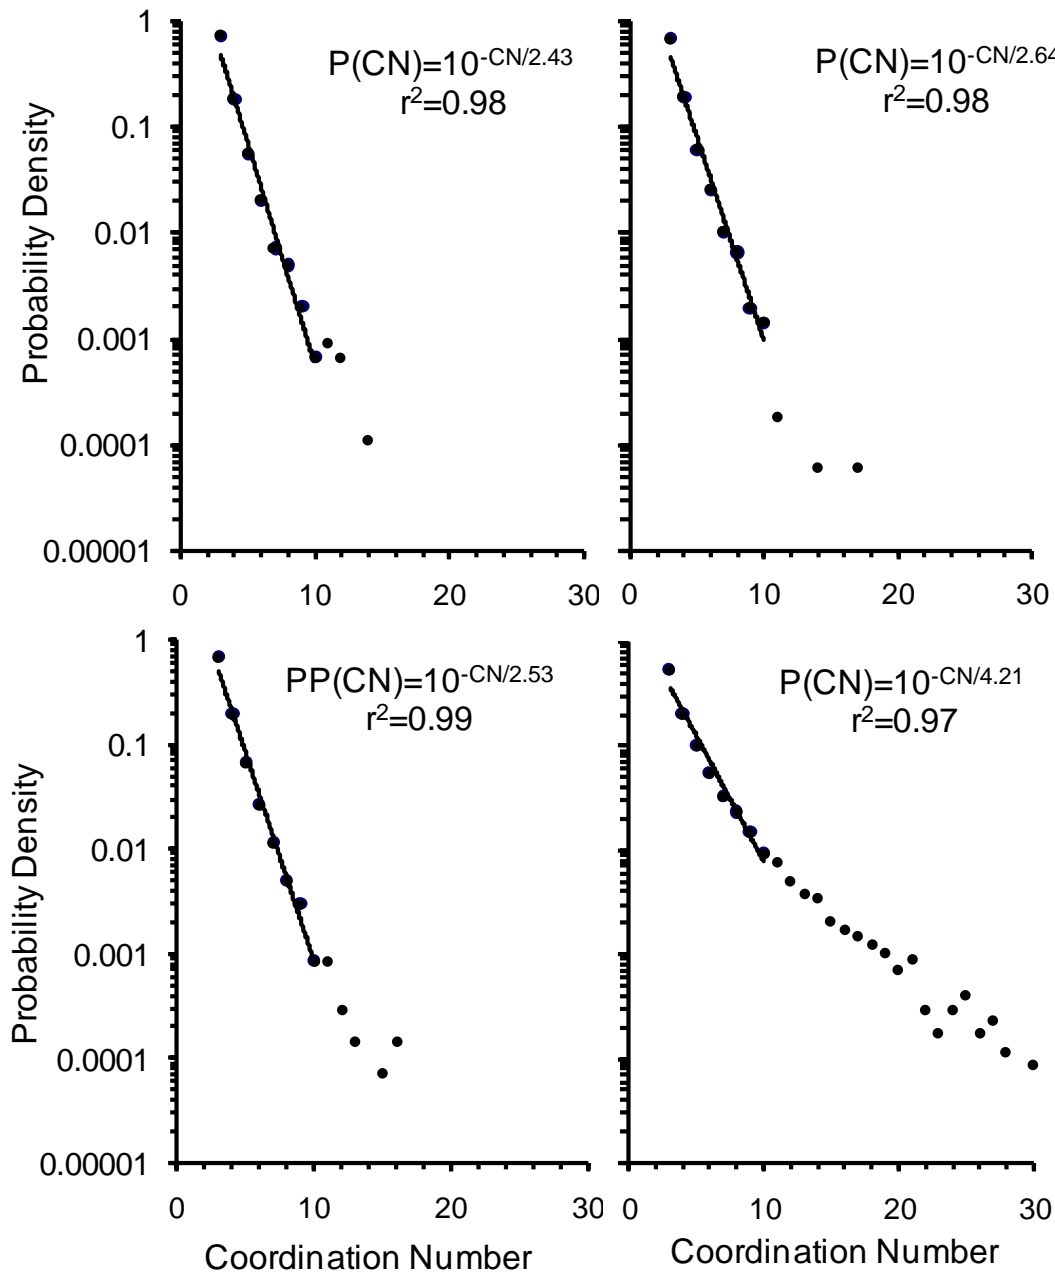 P(CN)=10^-CN/2.43
r²=0.98
1
0.1
0.01
0.001
0.0001
0.00001
Probability Density
0 10 20 30
P(CN)=10^-CN/2.64
r²=0.98
0 10 20 30
PP(CN)=10^-CN/2.53
r²=0.99
1
0.1
0.01
0.001
0.0001
0.00001
Probability Density
0 10 20 30
Coordination Number
P(CN)=10^-CN/4.21
r²=0.97
0 10 20 30
Coordination Number